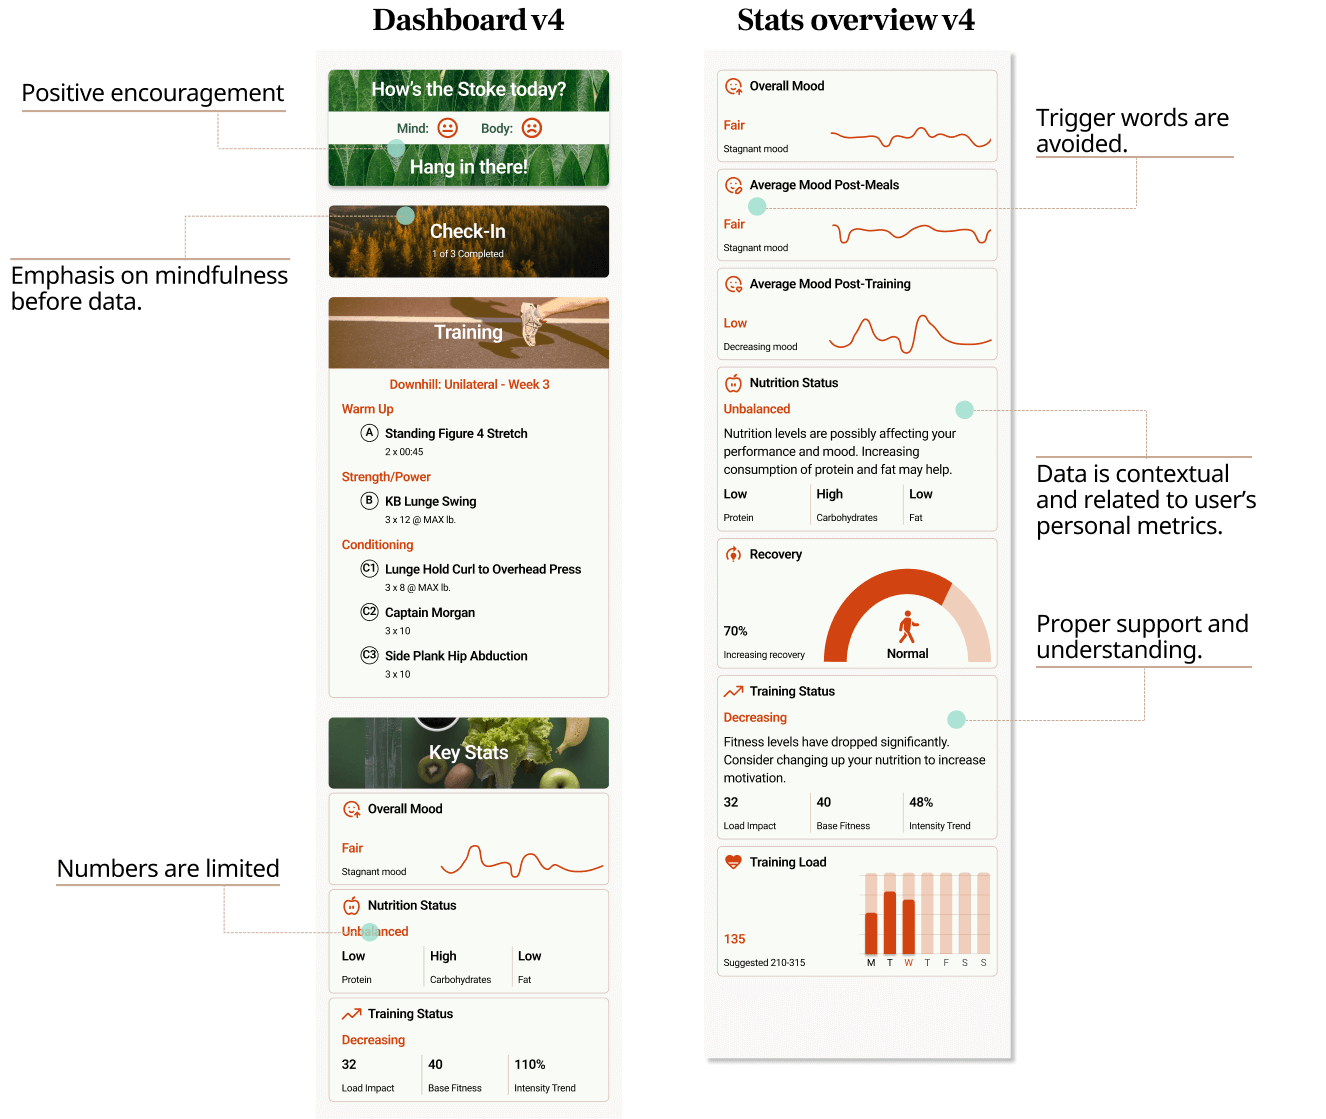 Dashboard v4
Stats overview v4
Positive encouragement
Emphasis on mindfulness
before data.
Numbers are limited
How's the Stoke today?
Mind:
Body:
Hang in there!
Check-In
1 of 3 Completed
Training
Downhill: Unilateral - Week 3
Warm Up
A
Standing Figure 4 Stretch
2 x 00:45
Strength/Power
B
KB Lunge Swing
3 x 12 @ MAX lb.
Conditioning
C1
Lunge Hold Curl to Overhead Press
3 x 8 @ MAX lb.
C2
Captain Morgan
3 x 10
C3
Side Plank Hip Abduction
3 x 10
Key Stats
Overall Mood
Fair
Stagnant mood
Nutrition Status
Unbalanced
Low High Low
Protein Carbohydrates Fat
Training Status
Decreasing
32 40 110%
Load Impact Base Fitness Intensity Trend
Overall Mood
Fair
Stagnant mood
Average Mood Post-Meals
Fair
Stagnant mood
Average Mood Post-Training
Low
Decreasing mood
Nutrition Status
Unbalanced
Nutrition levels are possibly affecting your
performance and mood. Increasing
consumption of protein and fat may help.
Low High Low
Protein Carbohydrates Fat
Recovery
70%
Increasing recovery
Normal
Training Status
Decreasing
Fitness levels have dropped significantly.
Consider changing up your nutrition to increase
motivation.
32 40 48%
Load Impact Base Fitness Intensity Trend
Training Load
135
Suggested 210-315
M T W T F S S
Trigger words are
avoided.
Data is contextual
and related to user's
personal metrics.
Proper support and
understanding.